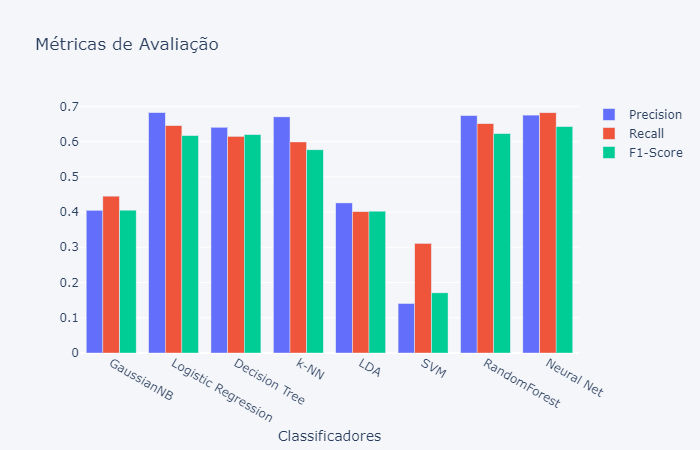 Métricas de Avaliação
Precision
Recall
F1-Score
0.7
0.6
0.5
0.4
0.3
0.2
0.1
0
GaussianNB
Logistic Regression
Decision Tree
k-NN
LDA
SVM
RandomForest
Neural Net
Classificadores